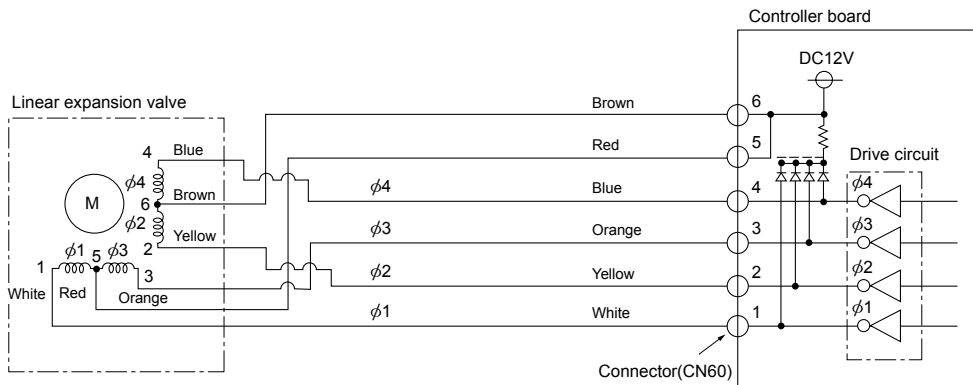 Controller board
DC12V
Linear expansion valve
Brown
6
4
Blue
Red
5
Drive circuit
ϕ4
M
6
Brown
ϕ4
Blue
4
ϕ4
ϕ2
ϕ3
Orange
3
ϕ3
2
Yellow
ϕ1
5
ϕ3
ϕ2
Yellow
2
ϕ2
1
3
White
Red
Orange
ϕ1
White
1
ϕ1
Connector(CN60)